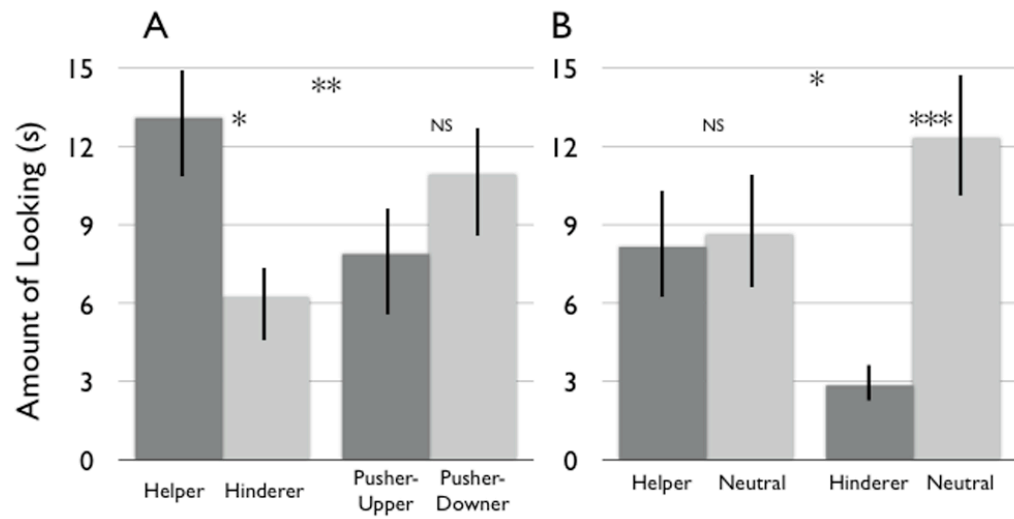 A
B
Amount of Looking (s)
15
12
9
6
3
0
**
*
NS
Helper
Hinderer
Pusher-
Upper
Pusher-
Downer
15
12
9
6
3
0
*
NS
***
Helper
Neutral
Hinderer
Neutral